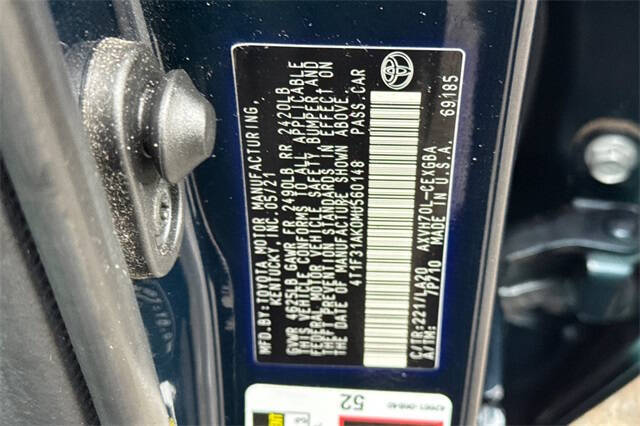 MFD.BY:TOYOTA MOTOR MANUFACTURING,
KENTUCKY, INC. 05/21
GVWR 4625LB GAWR FR 2490LB RR 2420LB
THIS VEHICLE CONFORMS TO ALL APPLICABLE
FEDERAL MOTOR VEHICLE SAFETY, BUMPER AND
THEFT PREVENTION STANDARDS IN EFFECT ON
THE DATE OF MANUFACTURE SHOWN ABOVE.
4T1F31AK0MU560148 PASS.CAR
C/TR:221/LA20 AXVH70L-CEXGBA
A/TM: /P210 MADE IN U.S.A.
69185
52